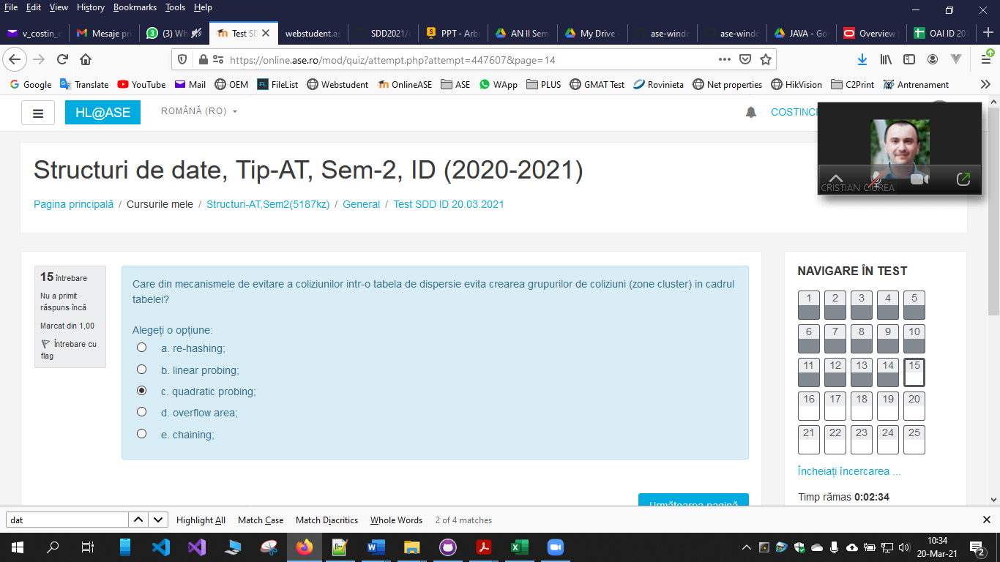 File Edit View History Bookmarks Tools Help
v_costin_c
Mesaje pri
(3) Wh
Test SD
webstudent.as
SDD2021/c
PPT - Arbo
AN II Sem
My Drive -
ase-windo
ase-windo
JAVA - Goo
Overview
OAI ID 201
https://online.ase.ro/mod/quiz/attempt.php?attempt=447607&page=14
Google Translate YouTube Mail OEM FileList Webstudent OnlineASE ASE WApp PLUS GMAT Test Rovinieta Net properties HikVision C2Print Antrenament
HL@ASE
ROMÂNĂ (RO)
CRISTIAN CIUREA
Structuri de date, Tip-AT, Sem-2, ID (2020-2021)
Pagina principală / Cursurile mele / Structuri-AT,Sem2(5187kz) / General / Test SDD ID 20.03.2021
15 întrebare
Nu a primit
răspuns încă
Marcat din 1,00
Întrebare cu
flag
Care din mecanismele de evitare a coliziunilor intr-o tabela de dispersie evita crearea grupurilor de coliziuni (zone cluster) in cadrul
tabelei?
Alegeți o opțiune:
a. re-hashing;
b. linear probing;
c. quadratic probing;
d. overflow area;
e. chaining;
NAVIGARE ÎN TEST
1 2 3 4 5
6 7 8 9 10
11 12 13 14 15
16 17 18 19 20
21 22 23 24 25
Încheiați încercarea ...
Timp rămas 0:02:34
Următoarea pagină
dat
Highlight All Match Case Match Diacritics Whole Words 2 of 4 matches
10:34
20-Mar-21
2